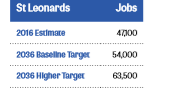 St Leonards Jobs
2016 Estimate 47,100
2036 Baseline Target 54,000
2036 Higher Target 63,500